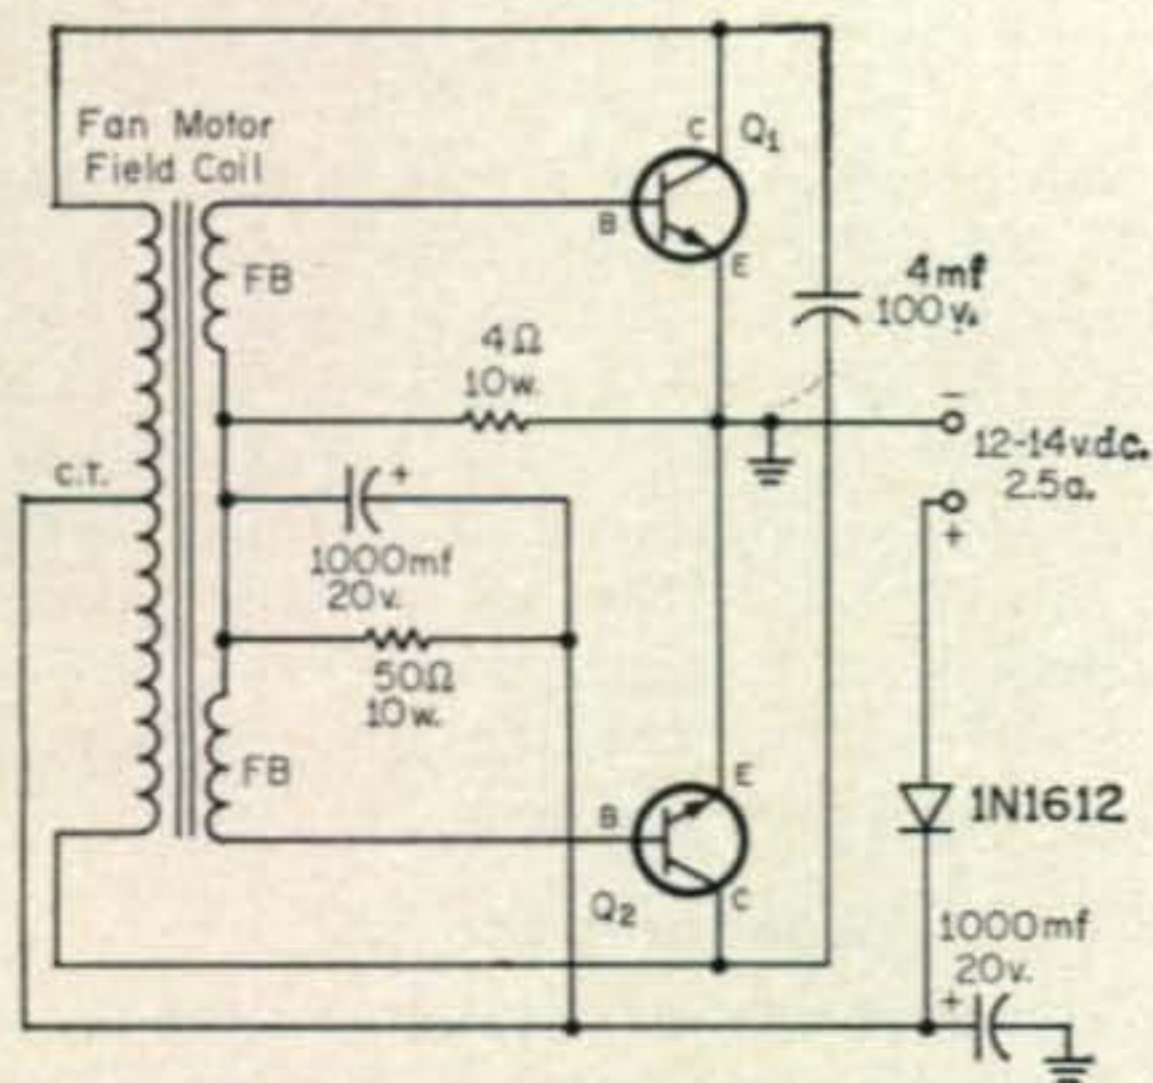 C
Q1
Fan Motor
Field Coil
B
E
FB
4mf
100v.
4Ω
10w.
−
12-14v.d.c.
2.5a.
C.T.
+
+
1000mf
20v.
50Ω
10w.
FB
E
1N1612
B
Q2
C
1000mf
20v.
+